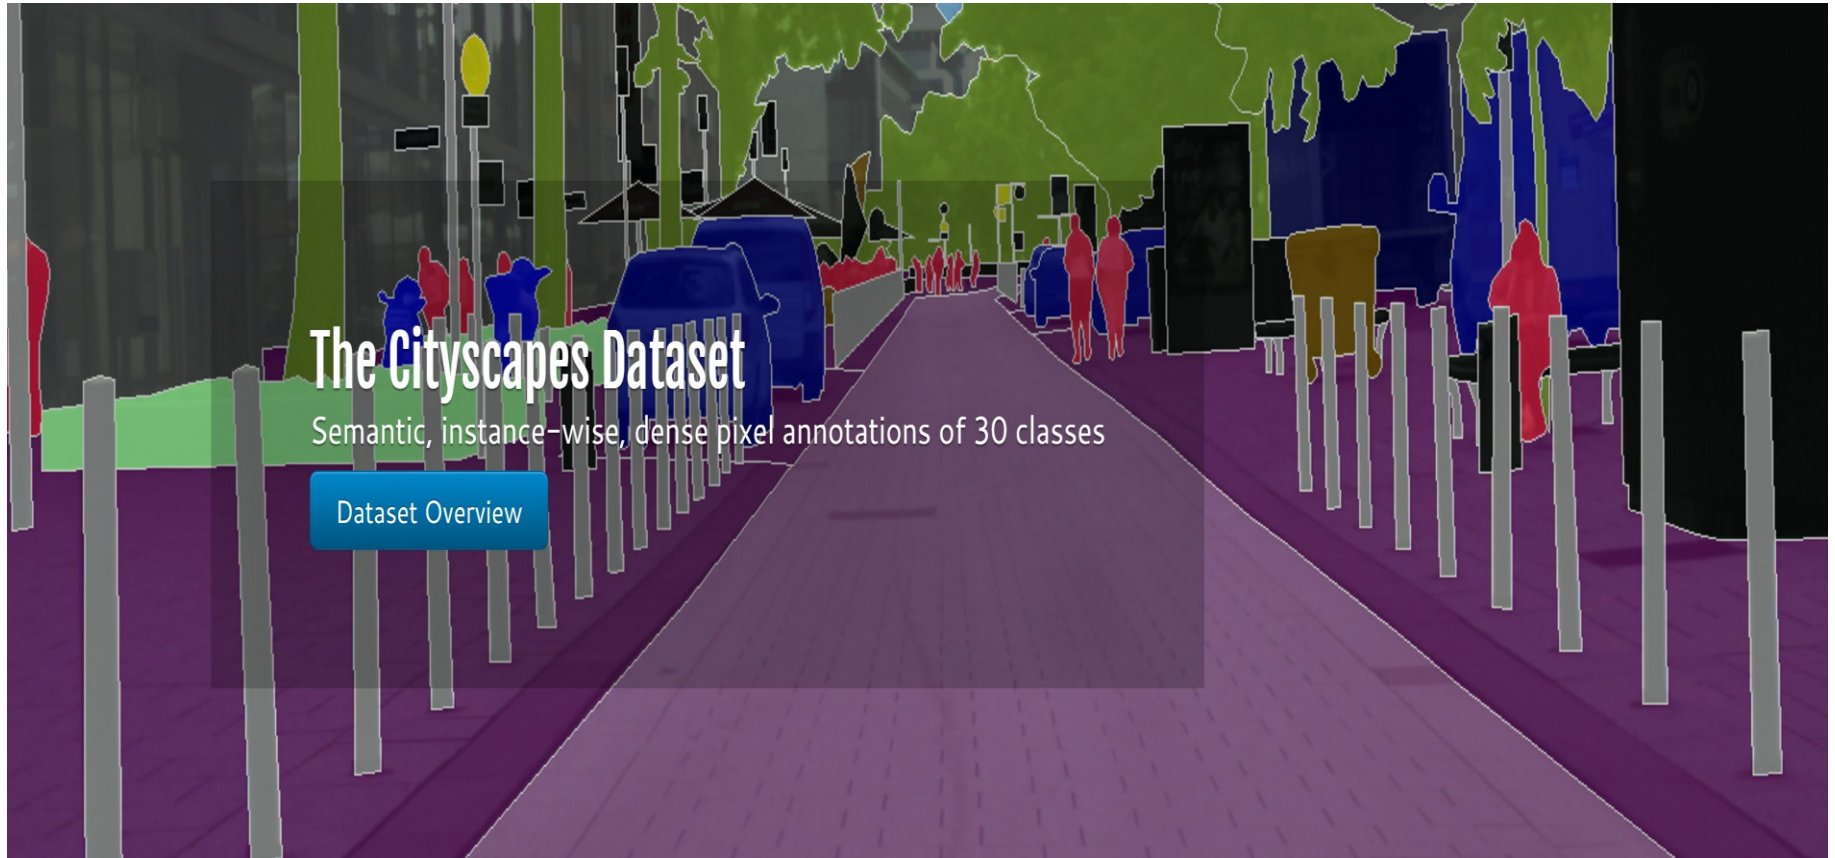 The Cityscapes Dataset
Semantic, instance-wise, dense pixel annotations of 30 classes
Dataset Overview